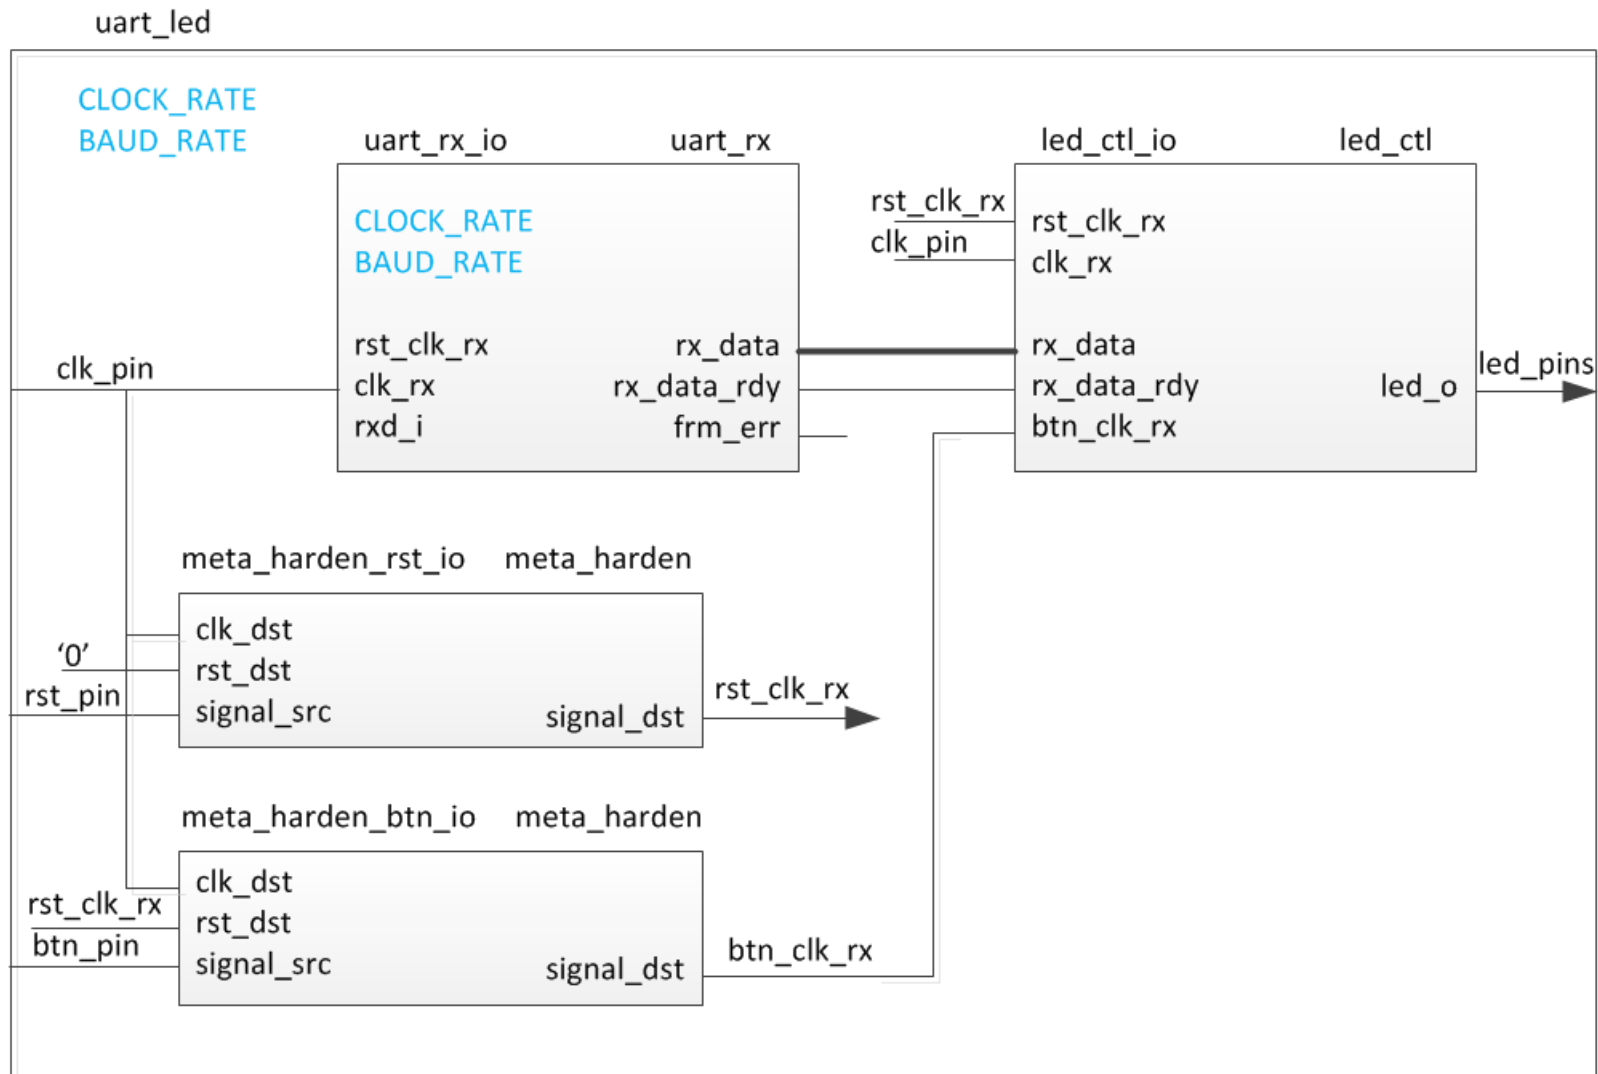 uart_led
CLOCK_RATE
BAUD_RATE
uart_rx_io uart_rx
CLOCK_RATE
BAUD_RATE
rst_clk_rx
clk_rx
rxd_i
rx_data
rx_data_rdy
frm_err
led_ctl_io led_ctl
rst_clk_rx
clk_pin
rst_clk_rx
clk_rx
rx_data
rx_data_rdy
btn_clk_rx
led_o
led_pins
clk_pin
meta_harden_rst_io meta_harden
‘0’
rst_pin
clk_dst
rst_dst
signal_src
signal_dst
rst_clk_rx
meta_harden_btn_io meta_harden
rst_clk_rx
btn_pin
clk_dst
rst_dst
signal_src
signal_dst
btn_clk_rx